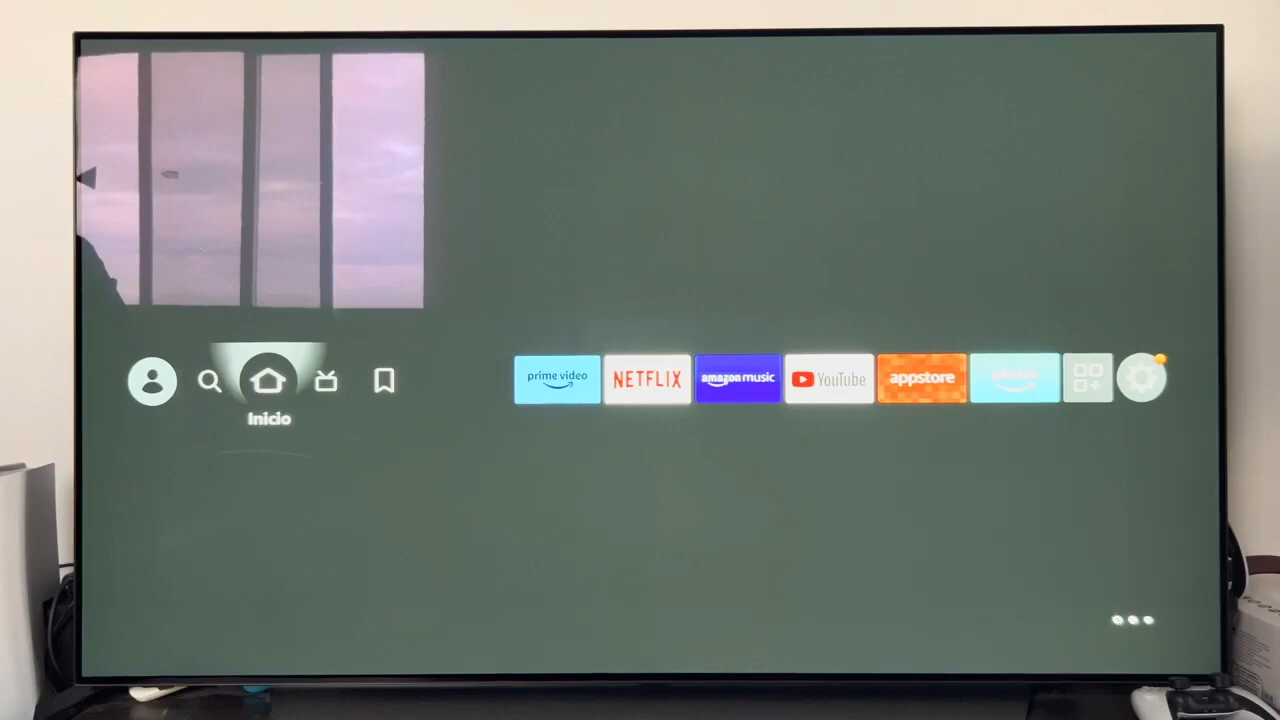 prime video
NETFLIX
amazon music
YouTube
appstore
Inicio